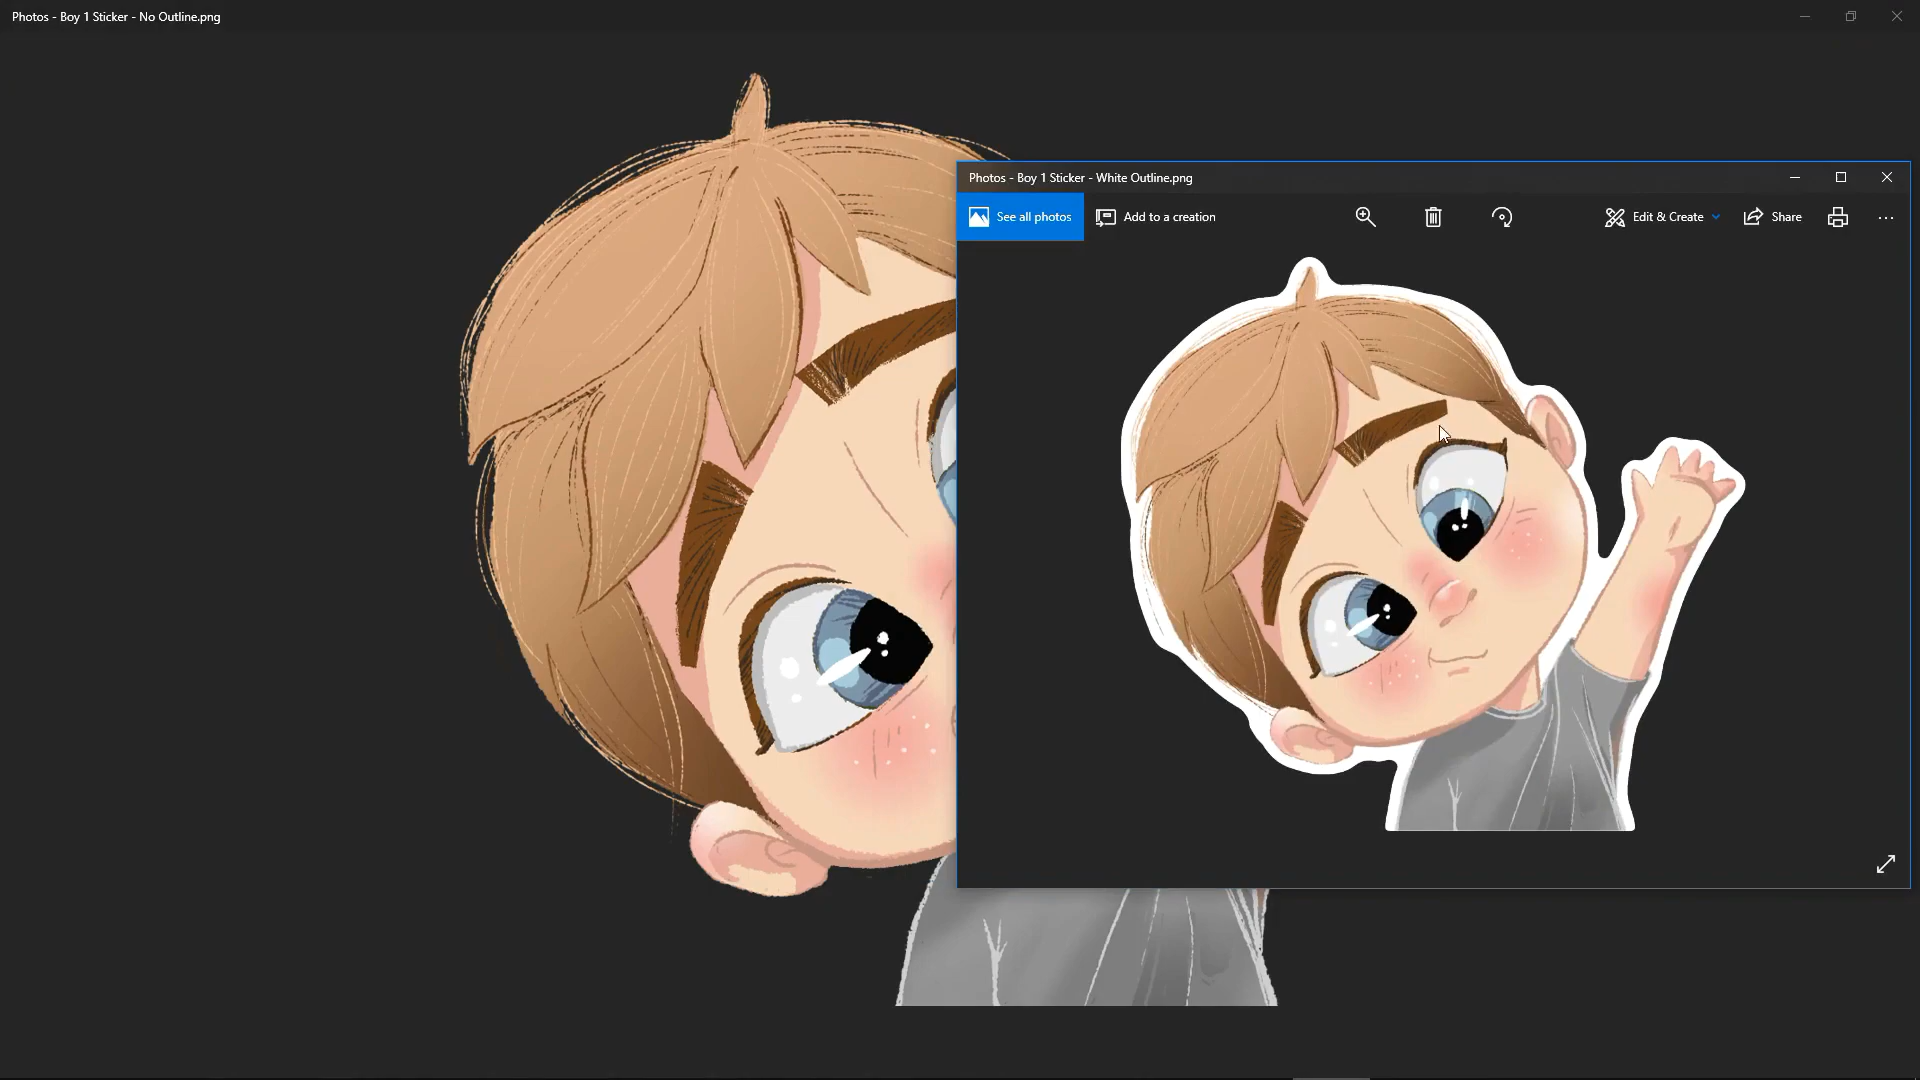 Photos - Boy 1 Sticker - No Outline.png
Photos - Boy 1 Sticker - White Outline.png
See all photos
Add to a creation
Edit & Create
Share